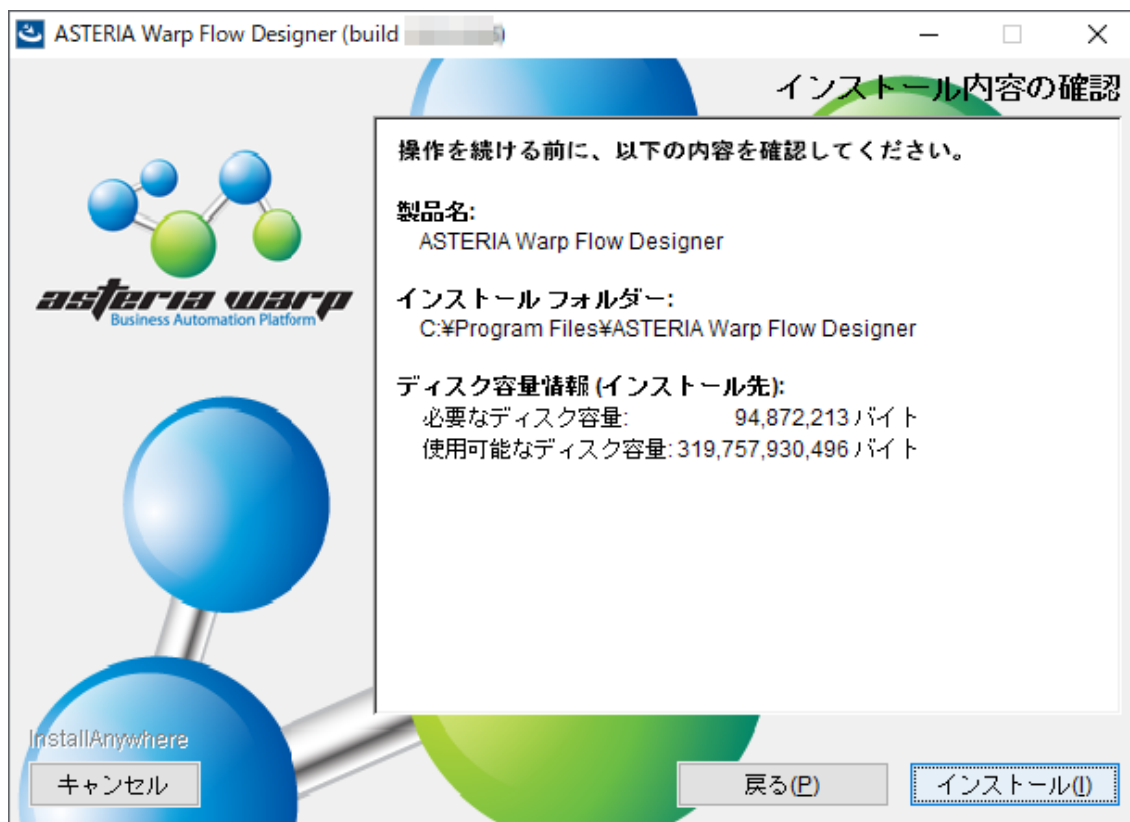 ASTERIA Warp Flow Designer (build
インストール内容の確認
操作を続ける前に、以下の内容を確認してください。
製品名:
ASTERIA Warp Flow Designer
インストール フォルダー:
C:¥Program Files¥ASTERIA Warp Flow Designer
ディスク容量情報 (インストール先):
必要なディスク容量: 94,872,213 バイト
使用可能なディスク容量: 319,757,930,496 バイト
asteria warp
Business Automation Platform
InstallAnywhere
キャンセル
戻る(P)
インストール(I)